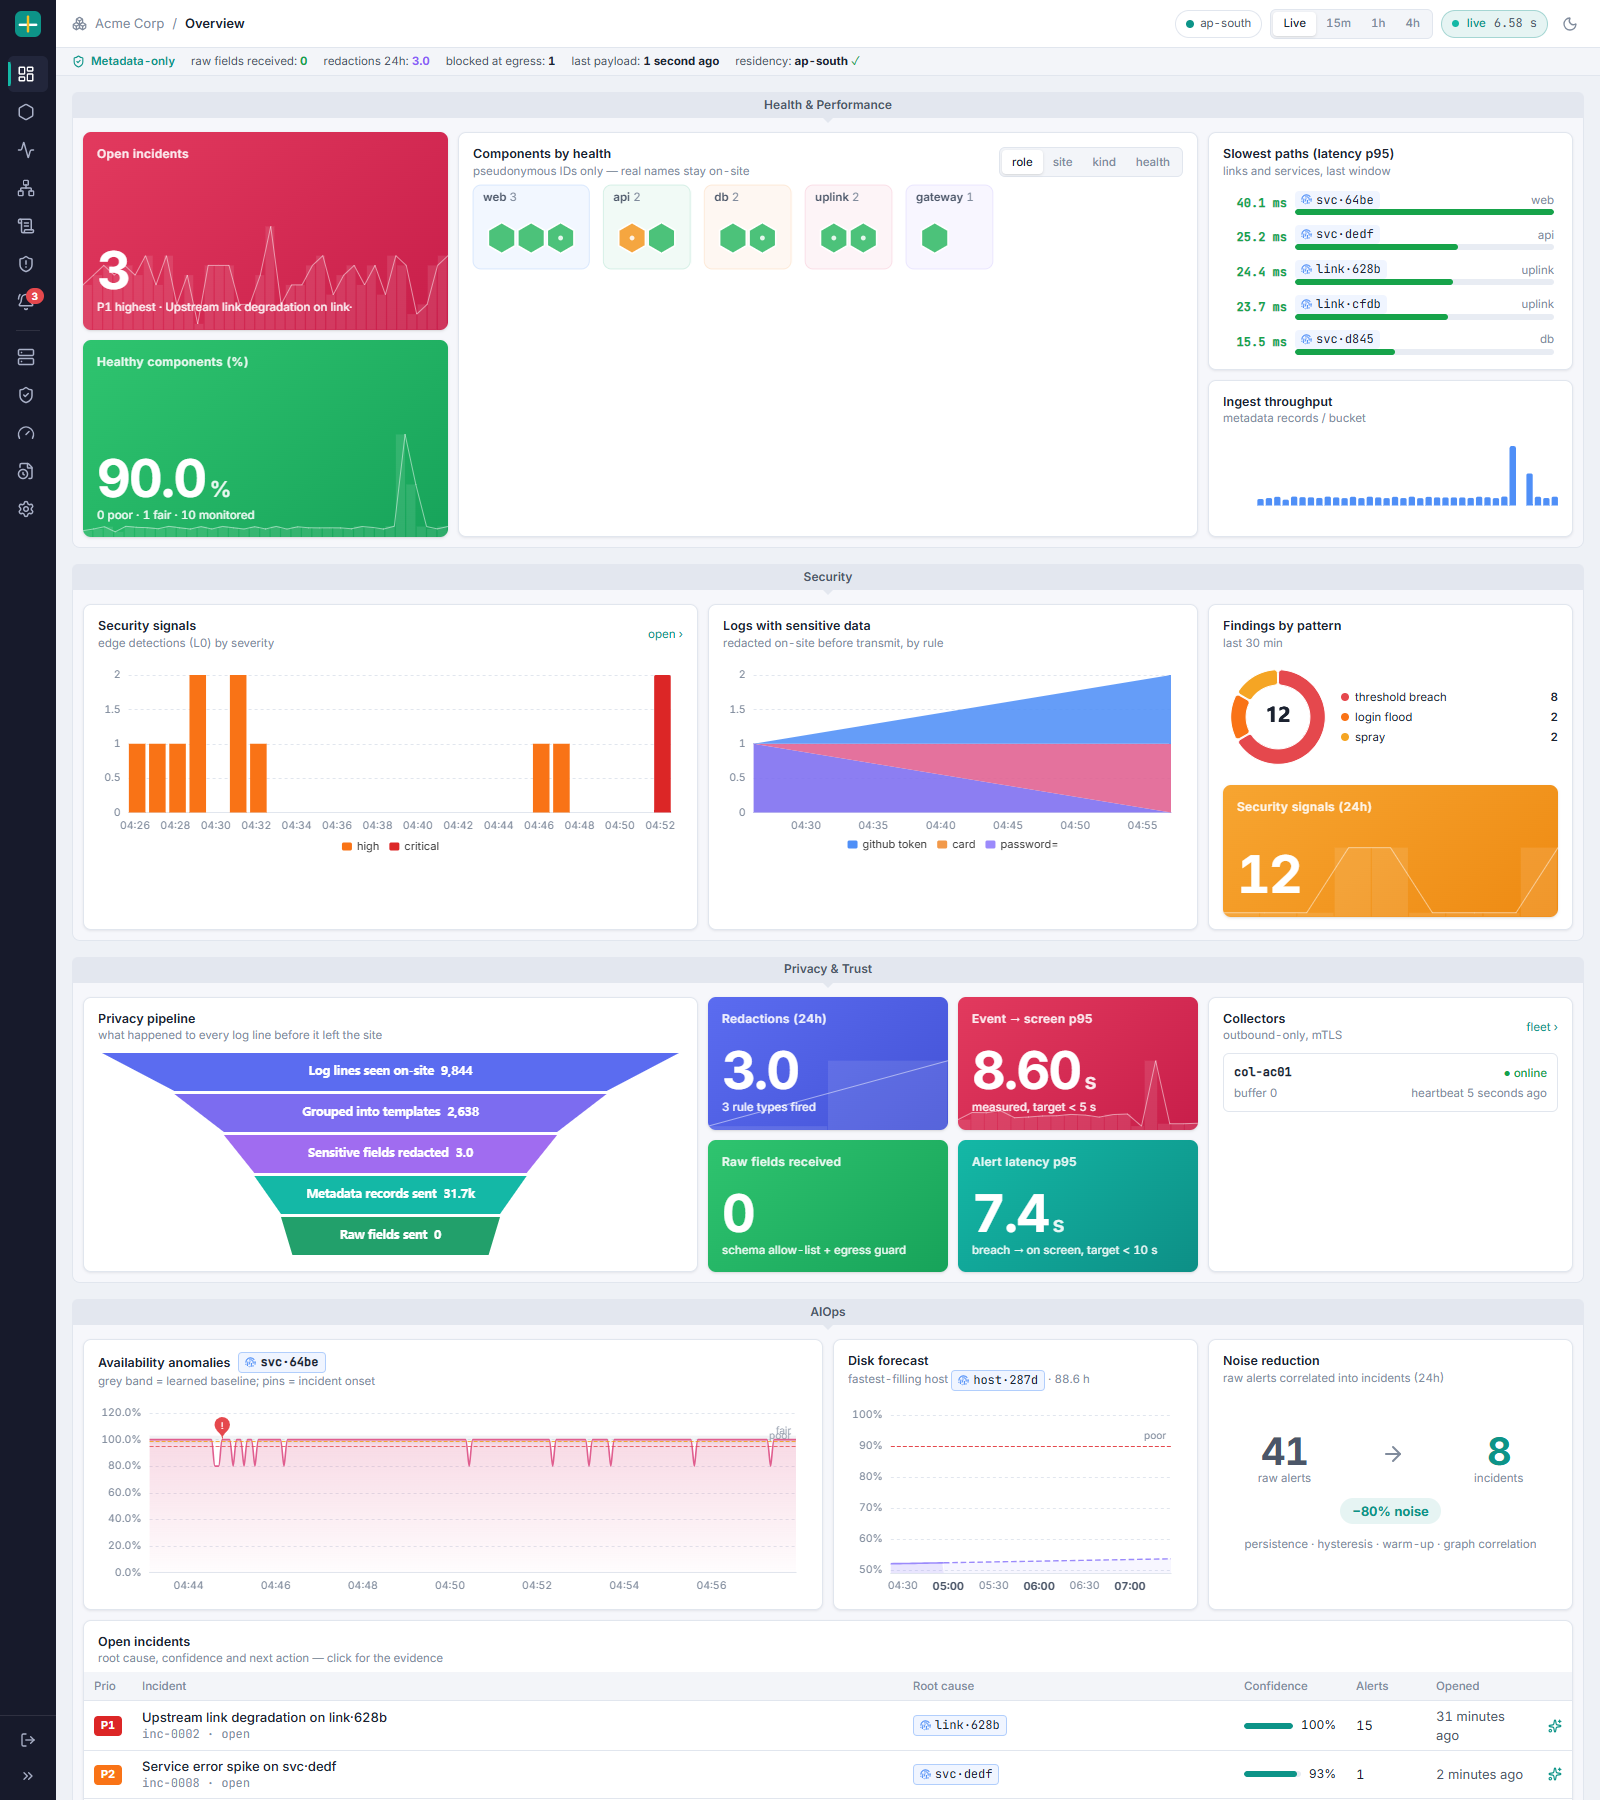 Acme Corp / Overview
ap-south
Live 15m 1h 4h
live 6.58 s
Metadata-only raw fields received: 0 redactions 24h: 3.0 blocked at egress: 1 last payload: 1 second ago residency: ap-south ✓
3
Health & Performance
Open incidents
3
P1 highest · Upstream link degradation on link·
Healthy components (%)
90.0 %
0 poor · 1 fair · 10 monitored
Components by health
pseudonymous IDs only — real names stay on-site
role site kind health
web 3
api 2
db 2
uplink 2
gateway 1
Slowest paths (latency p95)
links and services, last window
40.1 ms svc·64be web
25.2 ms svc·dedf api
24.4 ms link·628b uplink
23.7 ms link·cfdb uplink
15.5 ms svc·d845 db
Ingest throughput
metadata records / bucket
Security
Security signals
edge detections (L0) by severity
open ›
2
1.5
1
0.5
0
04:26 04:28 04:30 04:32 04:34 04:36 04:38 04:40 04:42 04:44 04:46 04:48 04:50 04:52
high critical
Logs with sensitive data
redacted on-site before transmit, by rule
2
1.5
1
0.5
0
04:30 04:35 04:40 04:45 04:50 04:55
github token card password=
Findings by pattern
last 30 min
12
threshold breach 8
login flood 2
spray 2
Security signals (24h)
12
Privacy & Trust
Privacy pipeline
what happened to every log line before it left the site
Log lines seen on-site 9,844
Grouped into templates 2,638
Sensitive fields redacted 3.0
Metadata records sent 31.7k
Raw fields sent 0
Redactions (24h)
3.0
3 rule types fired
Event → screen p95
8.60 s
measured, target < 5 s
Raw fields received
0
schema allow-list + egress guard
Alert latency p95
7.4 s
breach → on screen, target < 10 s
Collectors
outbound-only, mTLS
fleet ›
col-ac01 ● online
buffer 0 heartbeat 5 seconds ago
AIOps
Availability anomalies svc·64be
grey band = learned baseline; pins = incident onset
120.0%
100.0%
80.0%
60.0%
40.0%
20.0%
0.0%
!
fair
poor
04:44 04:46 04:48 04:50 04:52 04:54 04:56
Disk forecast
fastest-filling host host·287d · 88.6 h
100%
90%
80%
70%
60%
50%
poor
04:30 05:00 05:30 06:00 06:30 07:00
Noise reduction
raw alerts correlated into incidents (24h)
41 → 8
raw alerts incidents
−80% noise
persistence · hysteresis · warm-up · graph correlation
Open incidents
root cause, confidence and next action — click for the evidence
Prio Incident Root cause Confidence Alerts Opened
P1 Upstream link degradation on link·628b link·628b 100% 15 31 minutes ago
inc-0002 · open
P2 Service error spike on svc·dedf svc·dedf 93% 1 2 minutes ago
inc-0008 · open